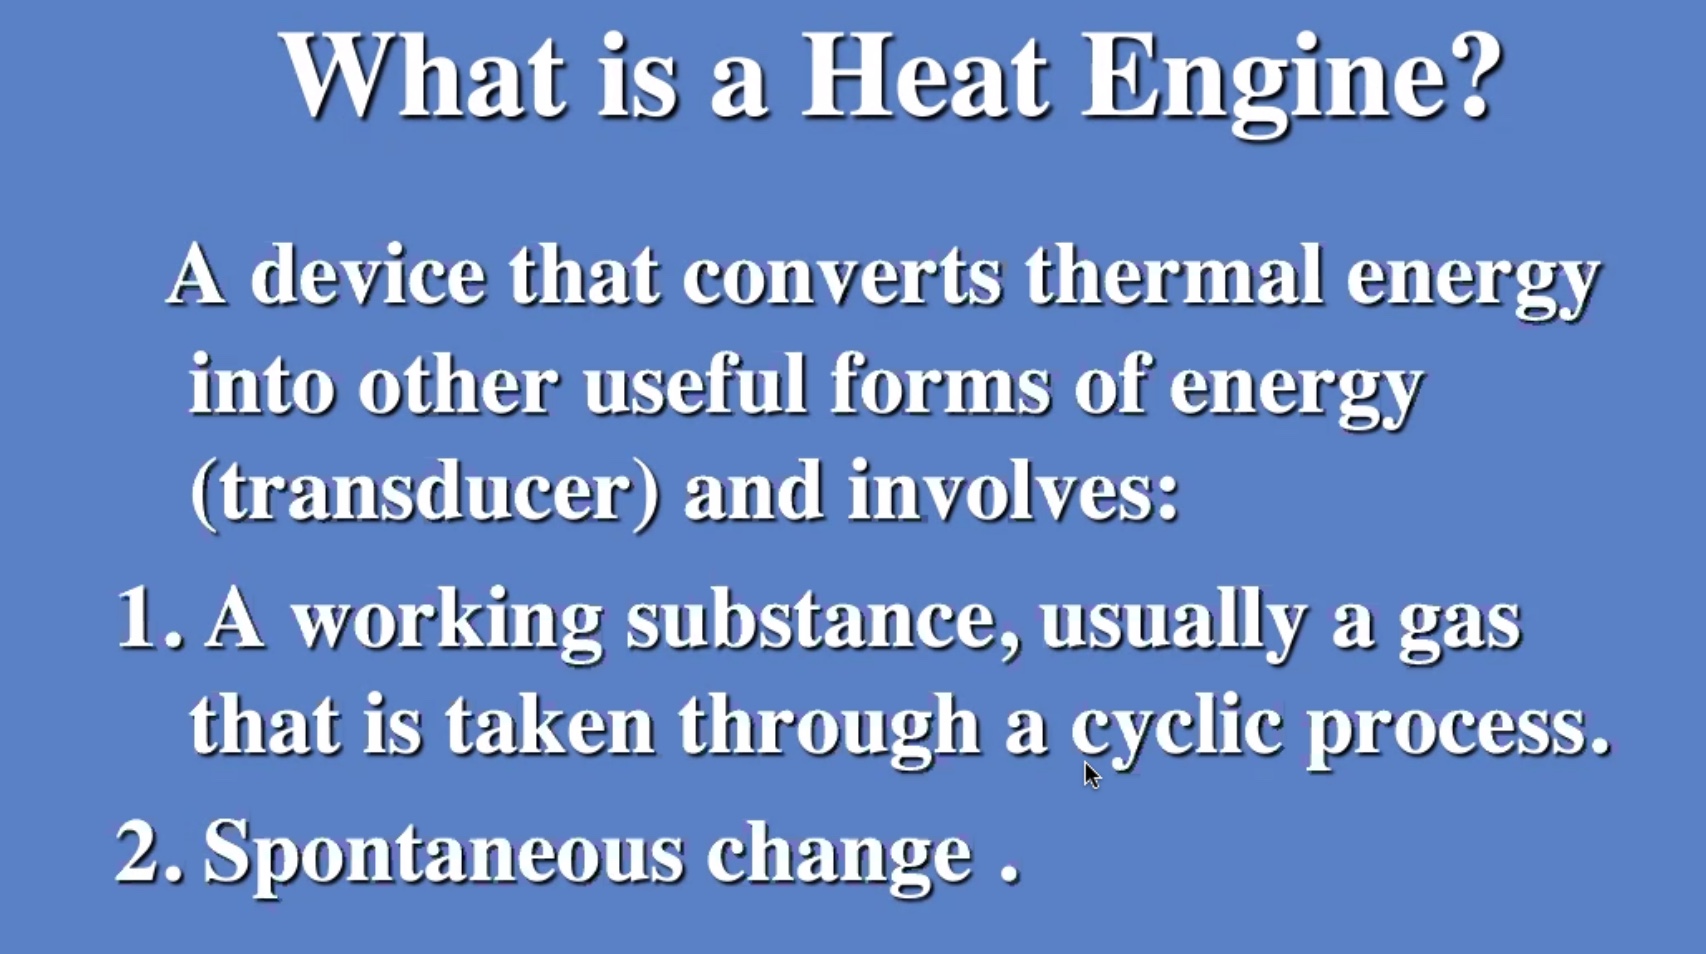 What is a Heat Engine?
A device that converts thermal energy
into other useful forms of energy
(transducer) and involves:
1. A working substance, usually a gas
that is taken through a cyclic process.
2. Spontaneous change .